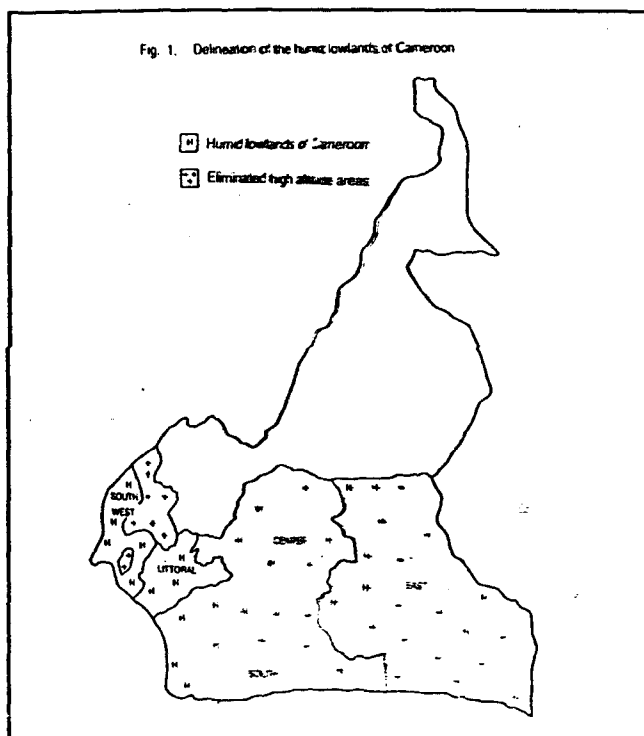 Fig. 1. Delineation of the humid lowlands of Cameroon
H Humid lowlands of Cameroon
Eliminated high altitude areas
SOUTH
WEST
LITTORAL
CENTRE
EAST
SOUTH